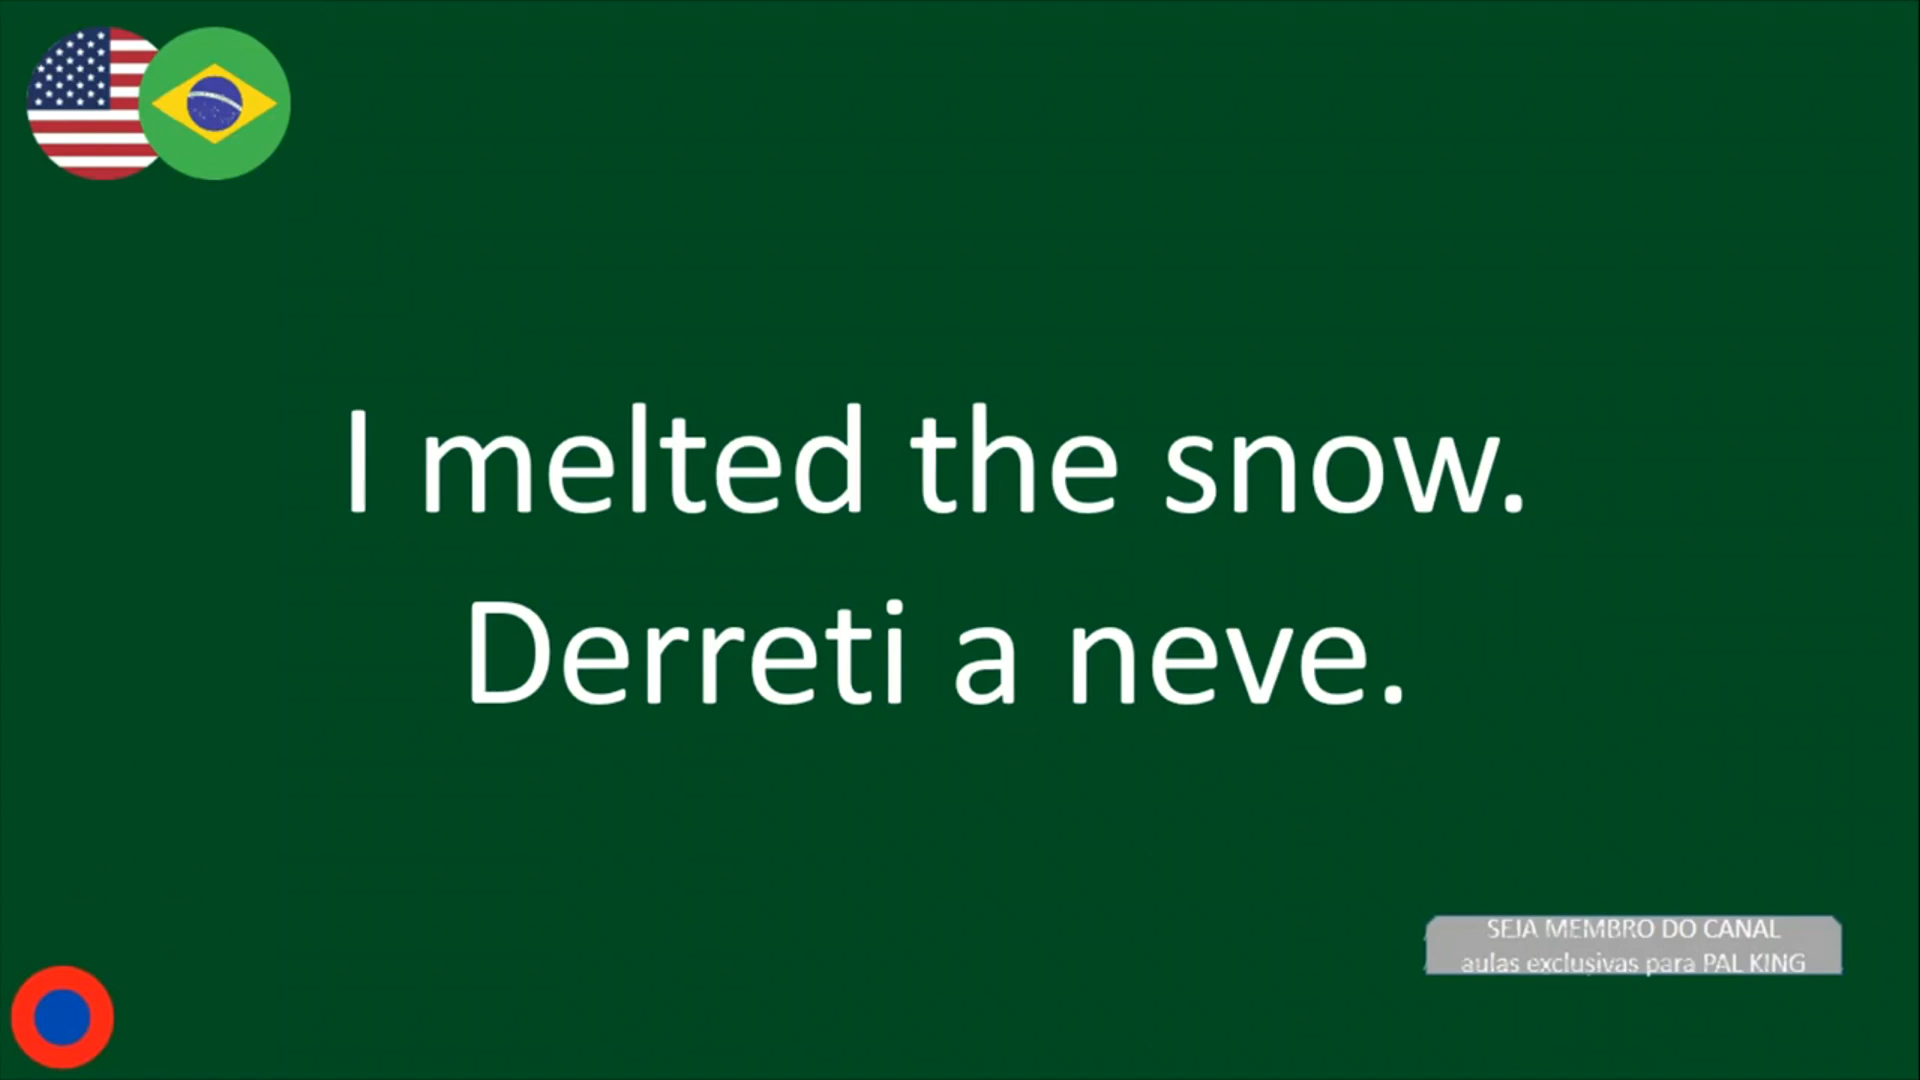 I melted the snow.
Derreti a neve.
SEJA MEMBRO DO CANAL
aulas exclusivas para PAL KING